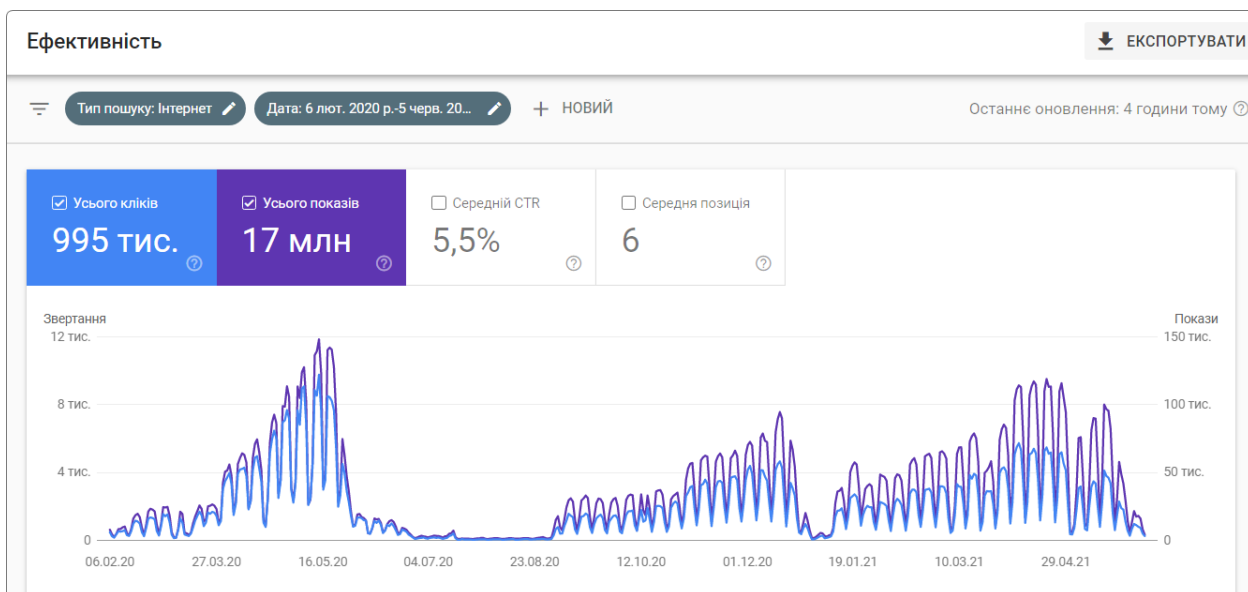 Ефективність
ЕКСПОРТУВАТИ
Тип пошуку: Інтернет
Дата: 6 лют. 2020 р.-5 черв. 20...
НОВИЙ
Останнє оновлення: 4 години тому
Усього кліків
Усього показів
Середній CTR
Середня позиція
995 тис.
17 млн
5,5%
6
Звертання
Покази
12 тис.
150 тис.
8 тис.
100 тис.
4 тис.
50 тис.
0
0
06.02.20 27.03.20 16.05.20 04.07.20 23.08.20 12.10.20 01.12.20 19.01.21 10.03.21 29.04.21